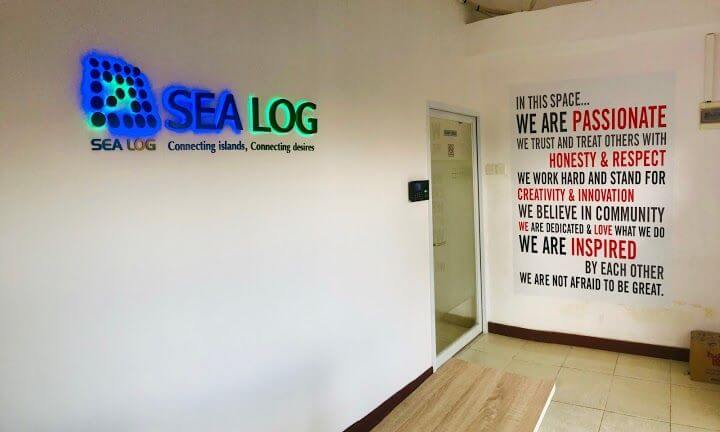 SEA LOG
SEA LOG
Connecting islands, Connecting desires
IN THIS SPACE...
WE ARE PASSIONATE
WE TRUST AND TREAT OTHERS WITH
HONESTY & RESPECT
WE WORK HARD AND STAND FOR
CREATIVITY & INNOVATION
WE BELIEVE IN COMMUNITY
WE ARE DEDICATED & LOVE WHAT WE DO
WE ARE INSPIRED
BY EACH OTHER
WE ARE NOT AFRAID TO BE GREAT.